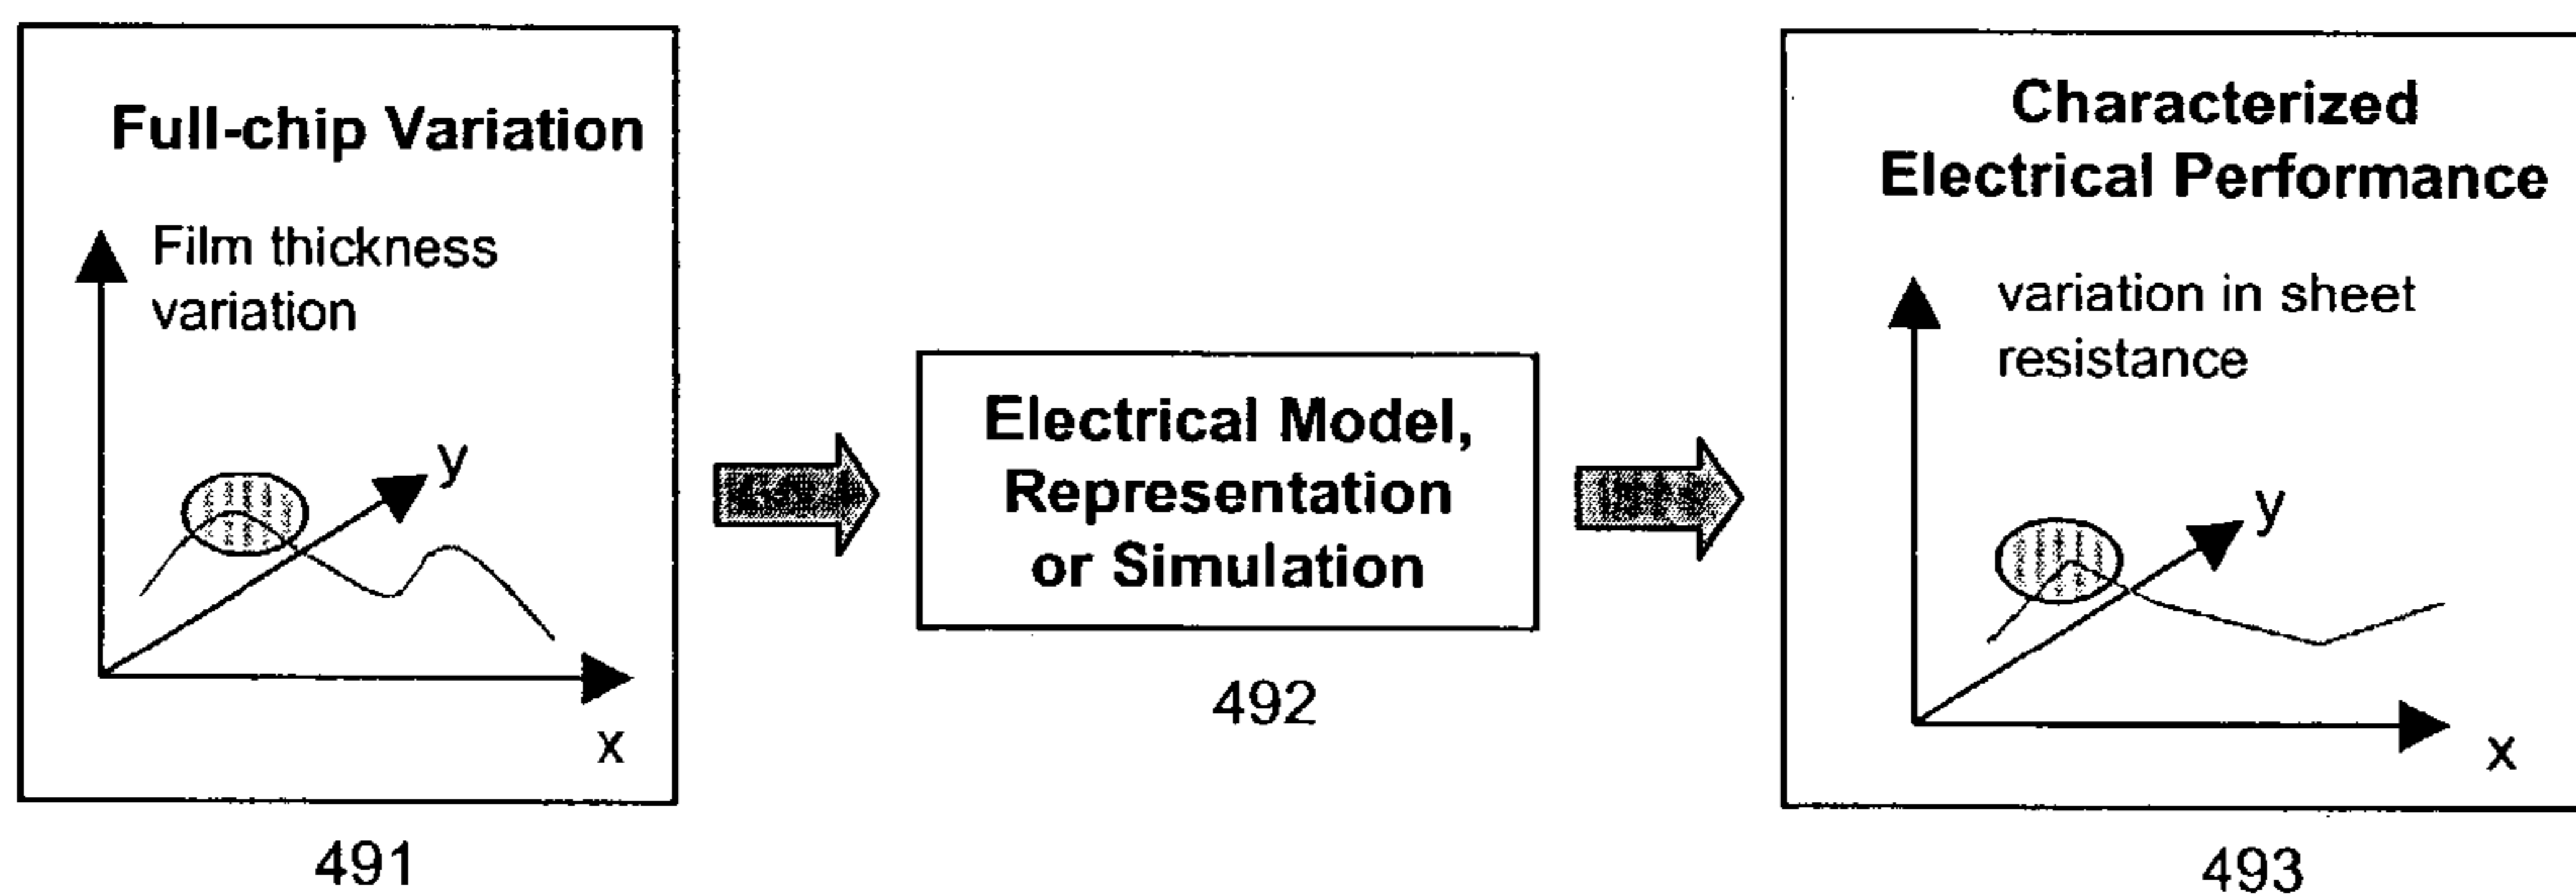 Full-chip Variation
Film thickness
variation
y
x
491
Electrical Model,
Representation
or Simulation
492
Characterized
Electrical Performance
variation in sheet
resistance
y
x
493